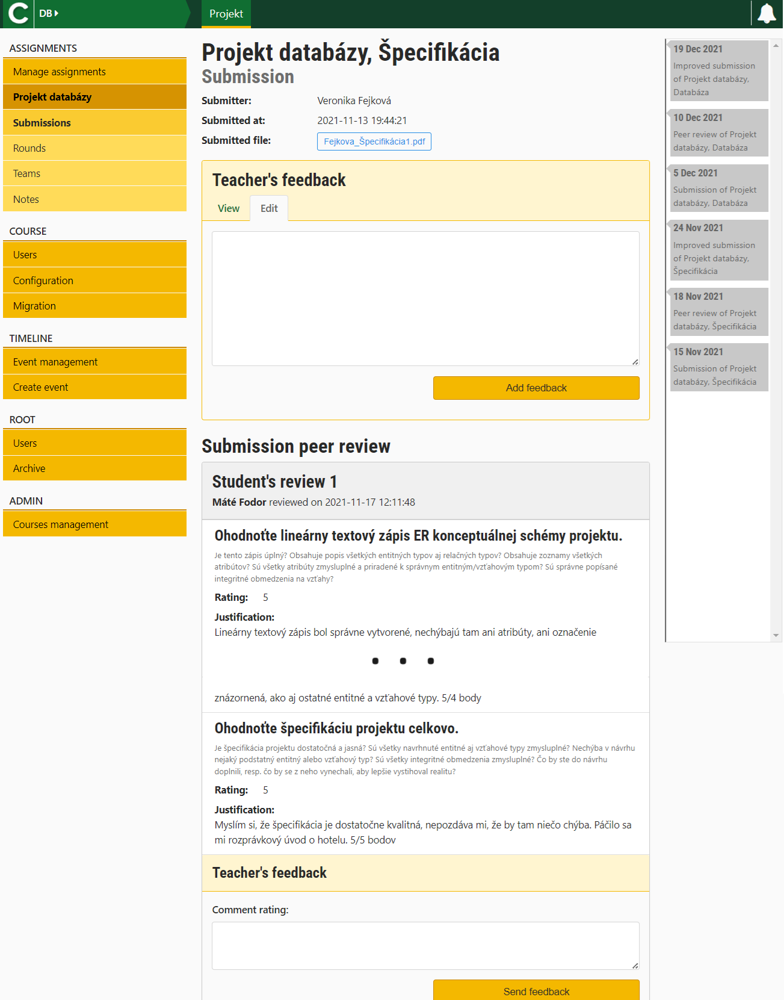 C
DB
Projekt
ASSIGNMENTS
Manage assignments
Projekt databázy
Submissions
Rounds
Teams
Notes
COURSE
Users
Configuration
Migration
TIMELINE
Event management
Create event
ROOT
Users
Archive
ADMIN
Courses management
Projekt databázy, Špecifikácia
Submission
Submitter: Veronika Fejková
Submitted at: 2021-11-13 19:44:21
Submitted file: Fejkova_Špecifikácia1.pdf
Teacher's feedback
View Edit
Add feedback
Submission peer review
Student's review 1
Máté Fodor reviewed on 2021-11-17 12:11:48
Ohodnoťte lineárny textový zápis ER konceptuálnej schémy projektu.
Je tento zápis úplný? Obsahuje popis všetkých entitných typov aj relačných typov? Obsahuje zoznamy všetkých
atribútov? Sú všetky atribúty zmysluplné a priradené k správnym entitným/vzťahovým typom? Sú správne popísané
integritné obmedzenia na vzťahy?
Rating: 5
Justification:
Lineárny textový zápis bol správne vytvorené, nechýbajú tam ani atribúty, ani označenie
• • •
znázornená, ako aj ostatné entitné a vzťahové typy. 5/4 body
Ohodnoťte špecifikáciu projektu celkovo.
Je špecifikácia projektu dostatočná a jasná? Sú všetky navrhnuté entitné aj vzťahové typy zmysluplné? Nechýba v návrhu
nejaký podstatný entitný alebo vzťahový typ? Sú všetky integritné obmedzenia zmysluplné? Čo by ste do návrhu
doplnili, resp. čo by se z neho vynechali, aby lepšie vystihoval realitu?
Rating: 5
Justification:
Myslím si, že špecifikácia je dostatočne kvalitná, nepozdáva mi, že by tam niečo chýba. Páčilo sa
mi rozprávkový úvod o hotelu. 5/5 bodov
Teacher's feedback
Comment rating:
Send feedback
19 Dec 2021
Improved submission
of Projekt databázy,
Databáza
10 Dec 2021
Peer review of Projekt
databázy, Databáza
5 Dec 2021
Submission of Projekt
databázy, Databáza
24 Nov 2021
Improved submission
of Projekt databázy,
Špecifikácia
18 Nov 2021
Peer review of Projekt
databázy, Špecifikácia
15 Nov 2021
Submission of Projekt
databázy, Špecifikácia